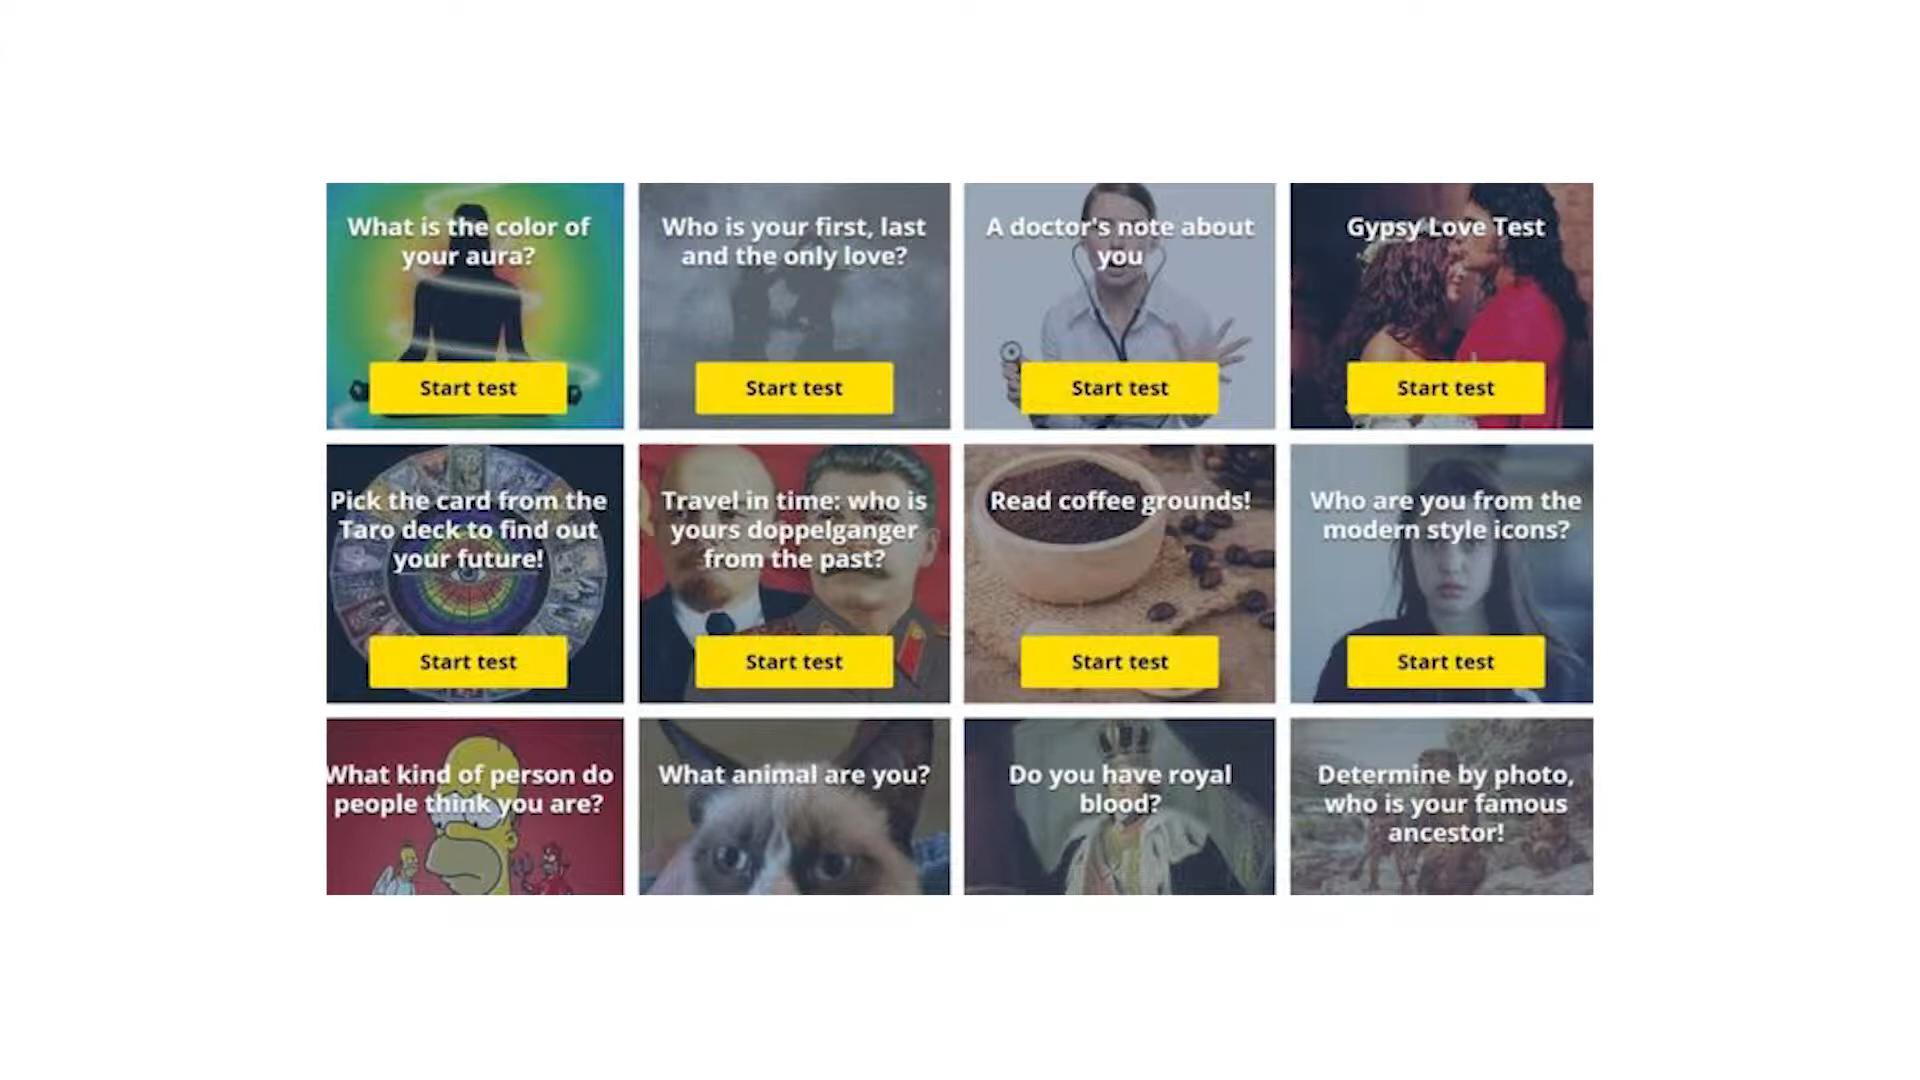 What is the color of
your aura?
Start test
Who is your first, last
and the only love?
Start test
A doctor's note about
you
Start test
Gypsy Love Test
Start test
Pick the card from the
Taro deck to find out
your future!
Start test
Travel in time: who is
yours doppelganger
from the past?
Start test
Read coffee grounds!
Start test
Who are you from the
modern style icons?
Start test
What kind of person do
people think you are?
What animal are you?
Do you have royal
blood?
Determine by photo,
who is your famous
ancestor!